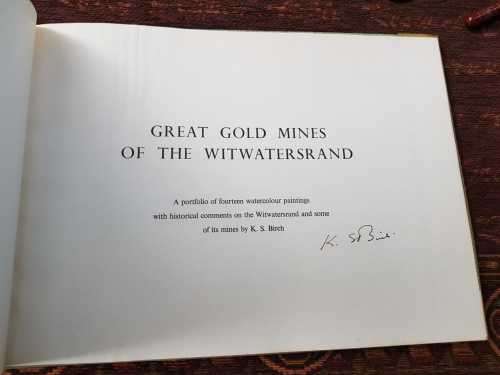 GREAT GOLD MINES
OF THE WITWATERSRAND
A portfolio of fourteen watercolour paintings
with historical comments on the Witwatersrand and some
of its mines by K. S. Birch
K. S Birch.